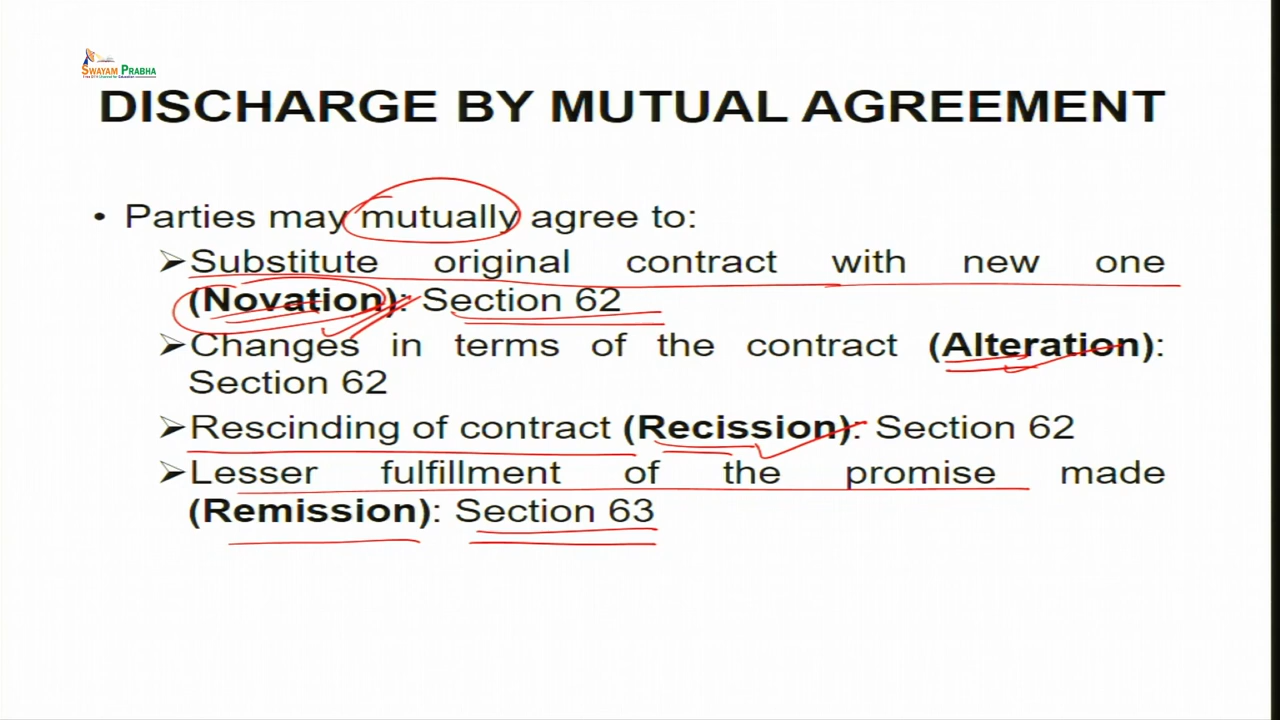 SWAYAM PRABHA
DISCHARGE BY MUTUAL AGREEMENT
• Parties may mutually agree to:
➢Substitute original contract with new one
(Novation): Section 62
➢Changes in terms of the contract (Alteration):
Section 62
➢Rescinding of contract (Recission): Section 62
➢Lesser fulfillment of the promise made
(Remission): Section 63